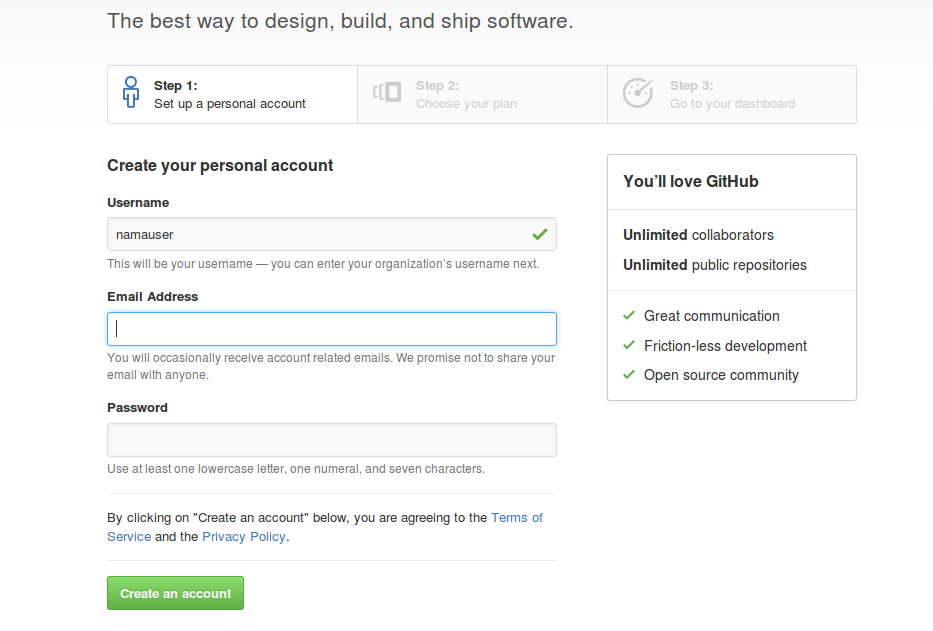 The best way to design, build, and ship software.
Step 1:
Set up a personal account
Step 2:
Choose your plan
Step 3:
Go to your dashboard
Create your personal account
Username
namauser
This will be your username — you can enter your organization’s username next.
Email Address
You will occasionally receive account related emails. We promise not to share your
email with anyone.
Password
Use at least one lowercase letter, one numeral, and seven characters.
By clicking on "Create an account" below, you are agreeing to the Terms of
Service and the Privacy Policy.
Create an account
You’ll love GitHub
Unlimited collaborators
Unlimited public repositories
Great communication
Friction-less development
Open source community